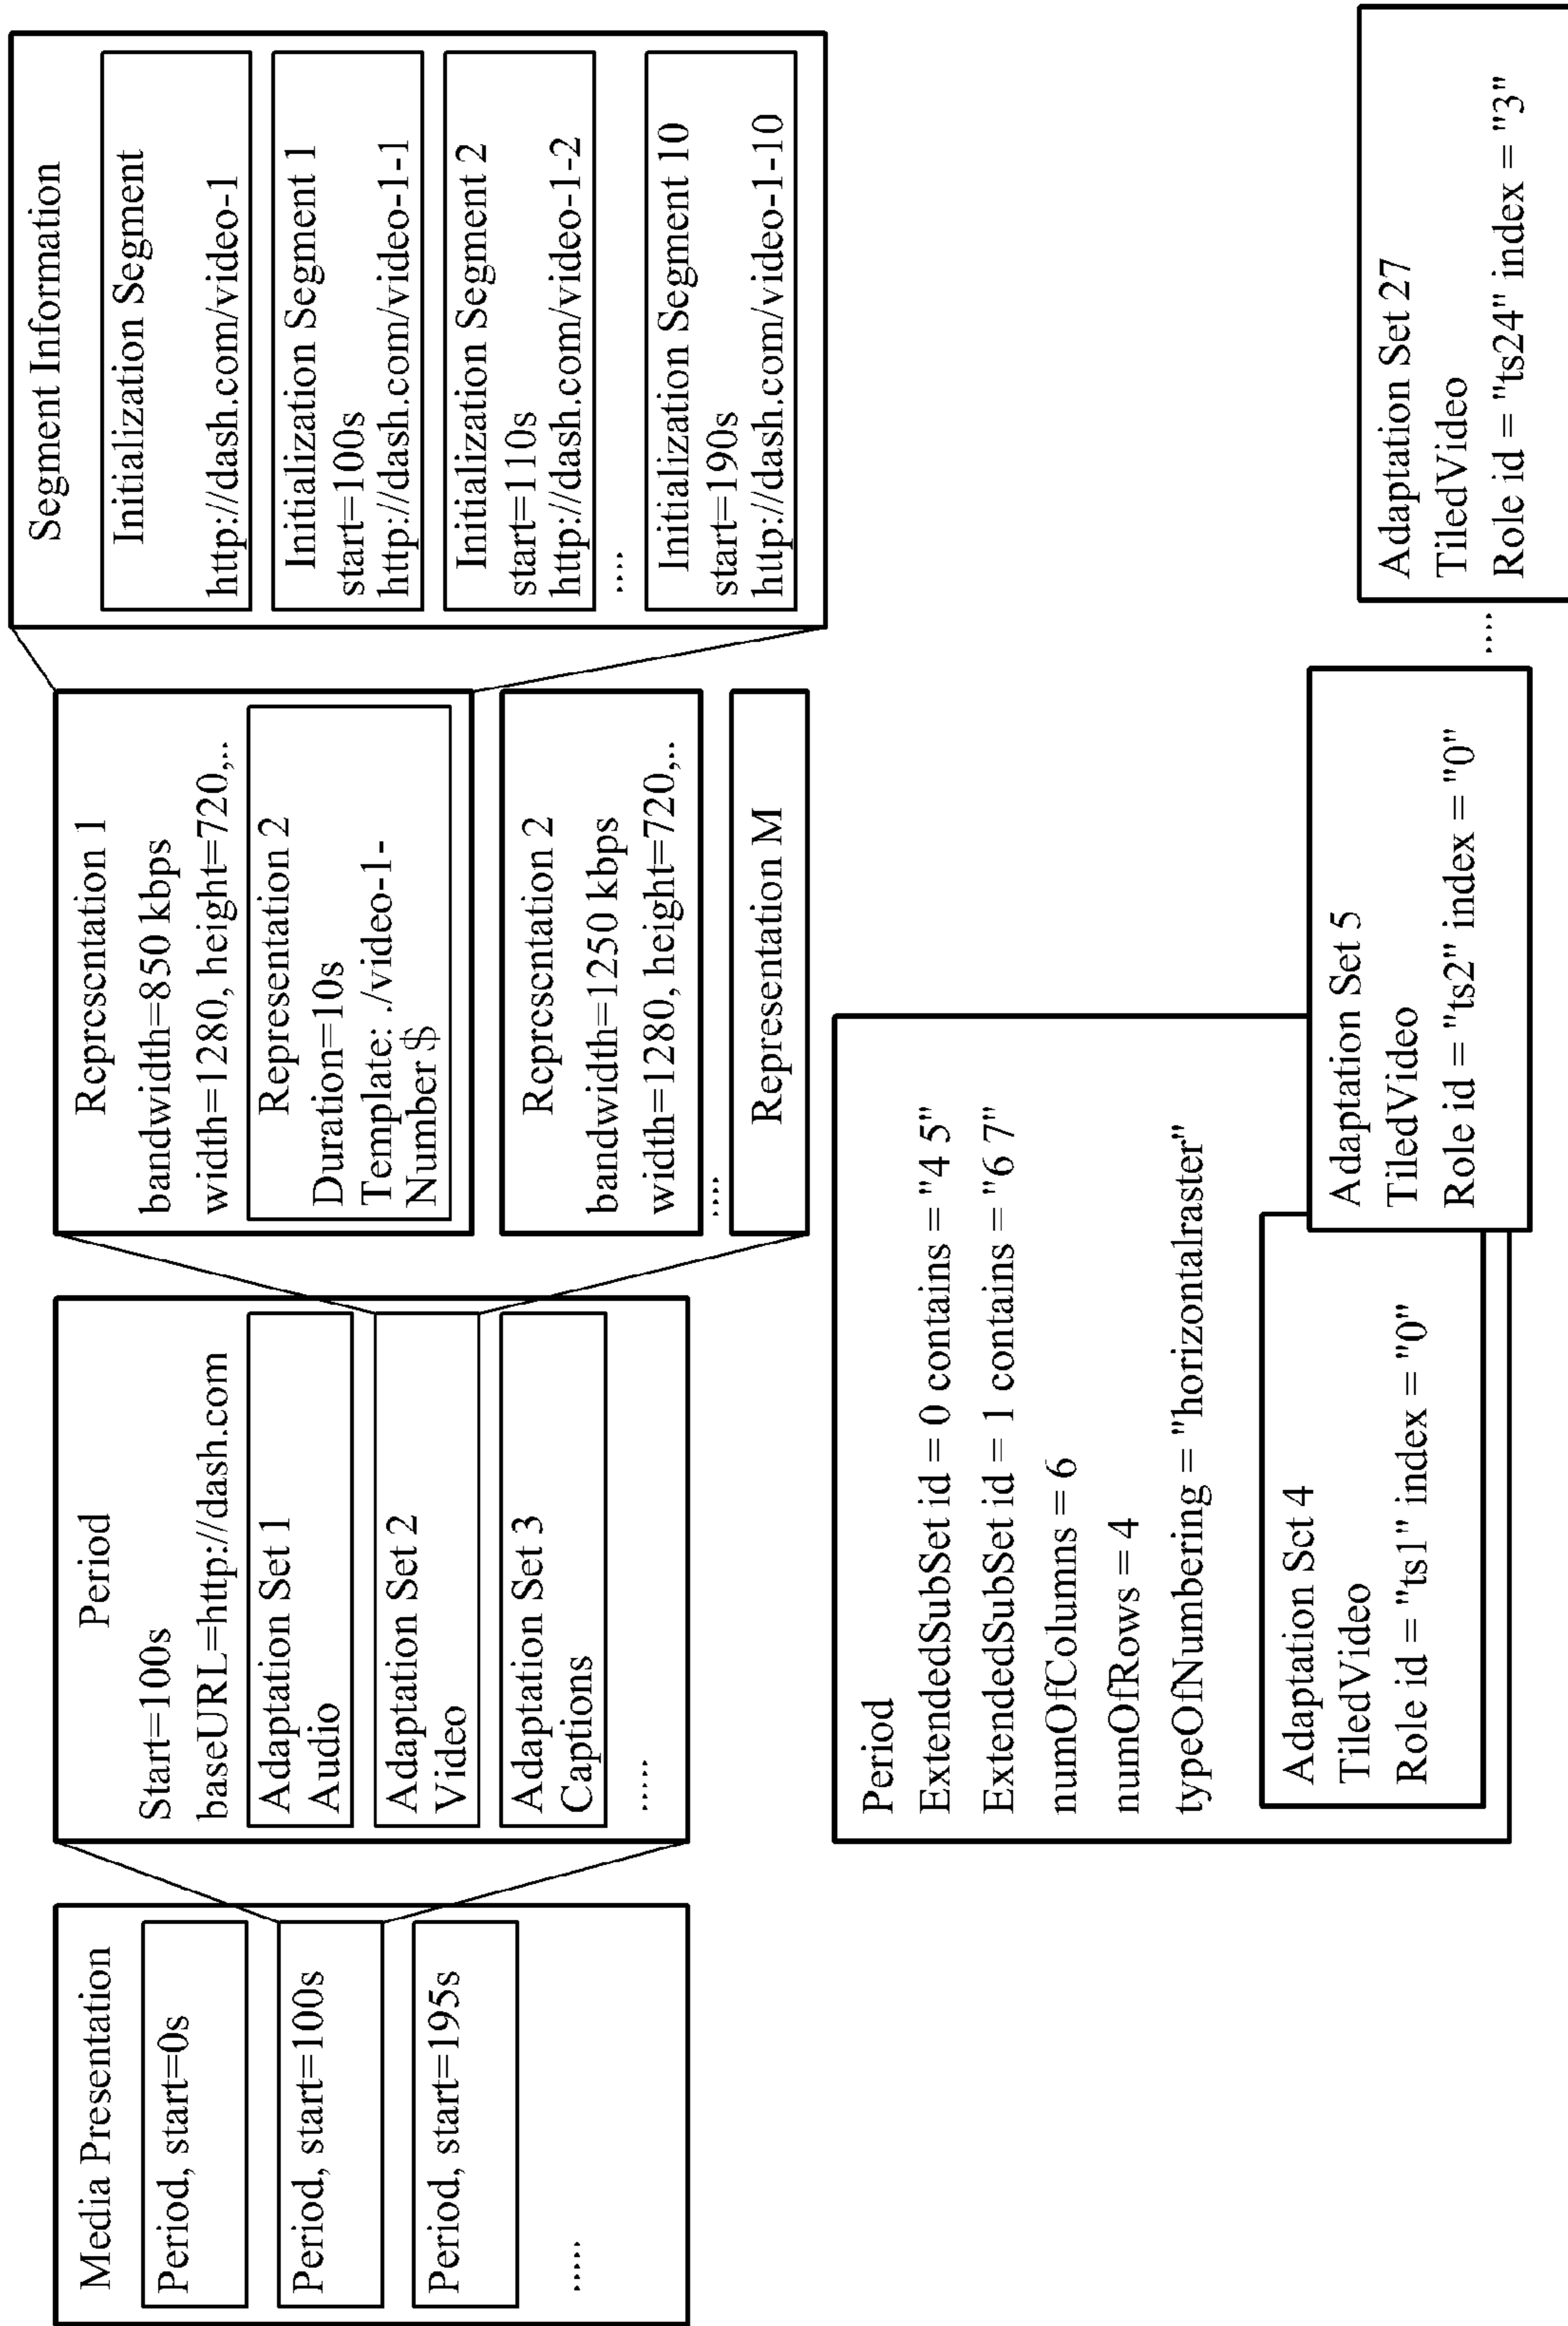 Media Presentation
Period, start=0s
Period, start=100s
Period, start=195s
.....
Period
Start=100s
baseURL=http://dash.com
Adaptation Set 1
Audio
Adaptation Set 2
Video
Adaptation Set 3
Captions
.....
Representation 1
bandwidth=850 kbps
width=1280, height=720,..
Representation 2
Duration=10s
Template: ./video-1-
Number $
Representation 2
bandwidth=1250 kbps
width=1280, height=720,..
....
Representation M
Segment Information
Initialization Segment
http://dash.com/video-1
Initialization Segment 1
start=100s
http://dash.com/video-1-1
Initialization Segment 2
start=110s
http://dash.com/video-1-2
....
Initialization Segment 10
start=190s
http://dash.com/video-1-10
Period
ExtendedSubSet id = 0 contains = "4 5"
ExtendedSubSet id = 1 contains = "6 7"
numOfColumns = 6
numOfRows = 4
typeOfNumbering = "horizontalraster"
Adaptation Set 4
TiledVideo
Role id = "ts1" index = "0"
Adaptation Set 5
TiledVideo
Role id = "ts2" index = "0"
....
Adaptation Set 27
TiledVideo
Role id = "ts24" index = "3"